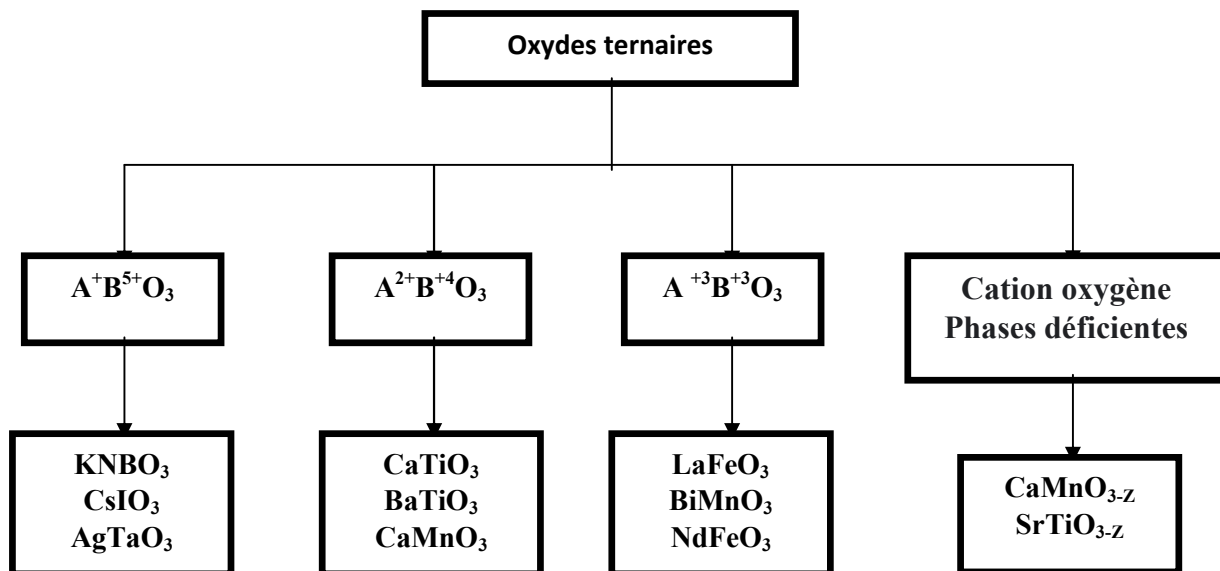 Oxydes ternaires
A⁺B⁵⁺O₃
A²⁺B⁺⁴O₃
A ⁺³B⁺³O₃
Cation oxygène
Phases déficientes
KNBO₃
CsIO₃
AgTaO₃
CaTiO₃
BaTiO₃
CaMnO₃
LaFeO₃
BiMnO₃
NdFeO₃
CaMnO₃₋Z
SrTiO₃₋Z